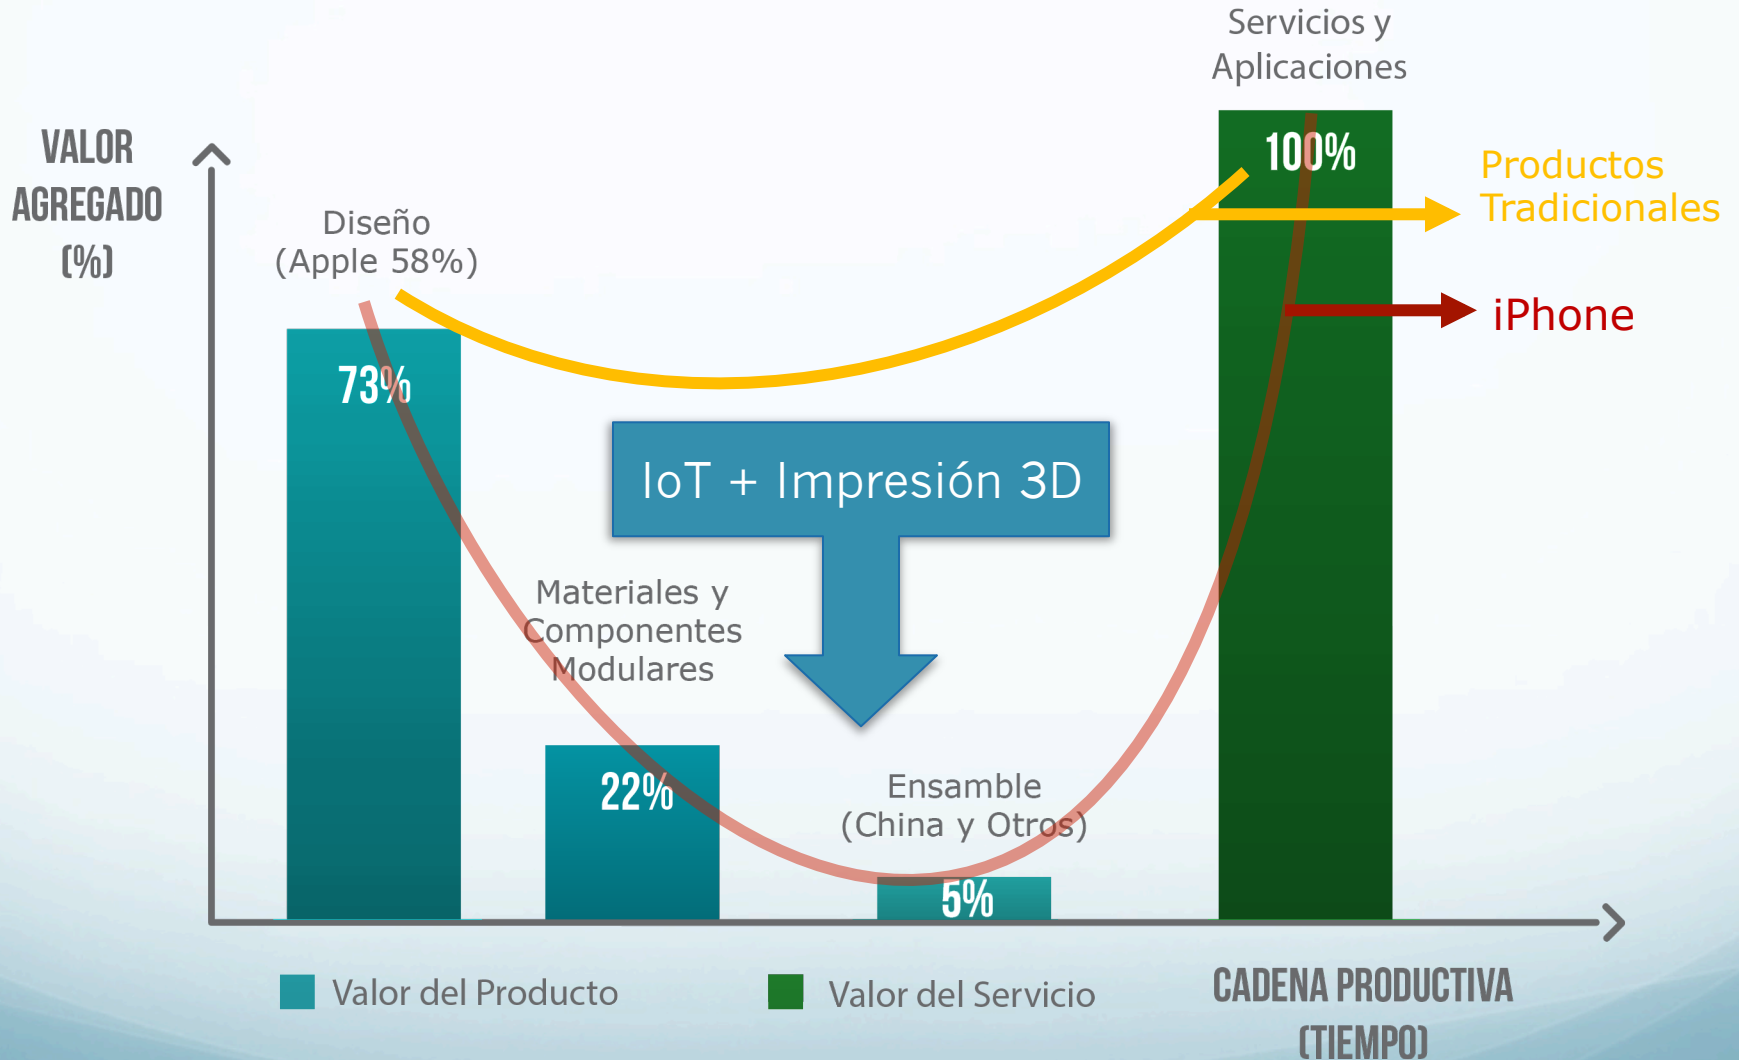 Servicios y
Aplicaciones
VALOR
AGREGADO
(%)
100%
Productos
Tradicionales
Diseño
(Apple 58%)
iPhone
73%
IoT + Impresión 3D
Materiales y
Componentes
Modulares
22%
Ensamble
(China y Otros)
5%
Valor del Producto
Valor del Servicio
CADENA PRODUCTIVA
(TIEMPO)